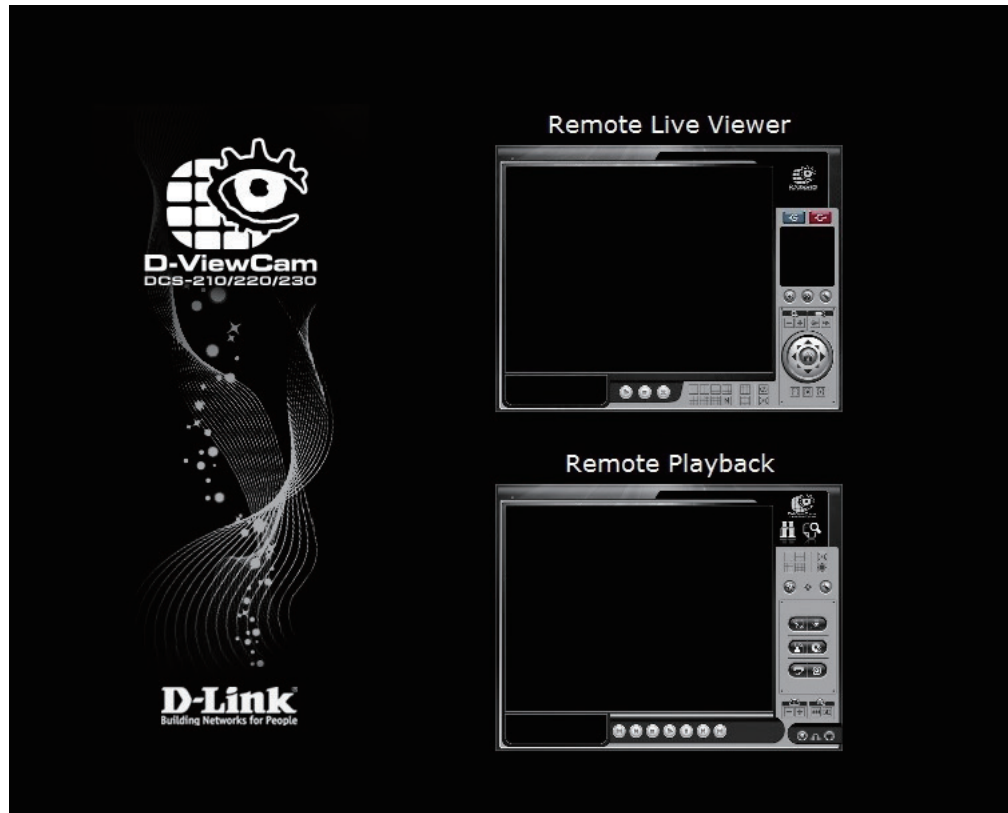 D-ViewCam
DCS-210/220/230
D-Link
Building Networks for People
Remote Live Viewer
Remote Playback